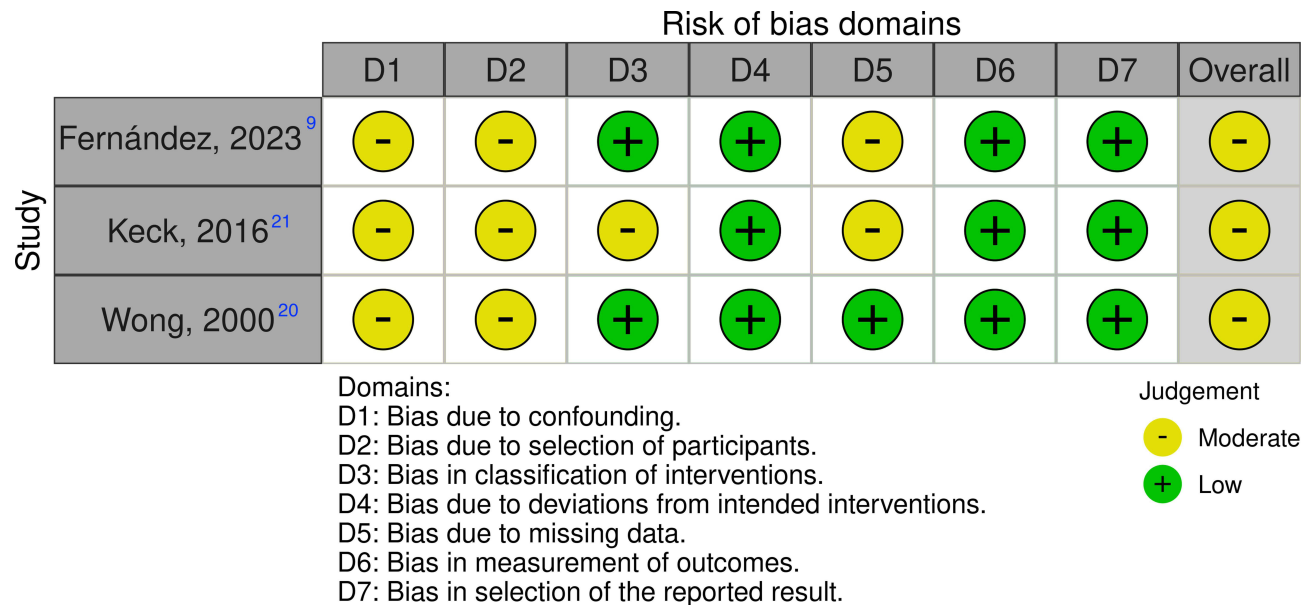 Risk of bias domains
D1 D2 D3 D4 D5 D6 D7 Overall
Study
Fernández, 2023 9 - - + + - + + -
Keck, 2016 21 - - - + - + + -
Wong, 2000 20 - - + + + + + -
Domains:
D1: Bias due to confounding.
D2: Bias due to selection of participants.
D3: Bias in classification of interventions.
D4: Bias due to deviations from intended interventions.
D5: Bias due to missing data.
D6: Bias in measurement of outcomes.
D7: Bias in selection of the reported result.
Judgement
- Moderate
+ Low